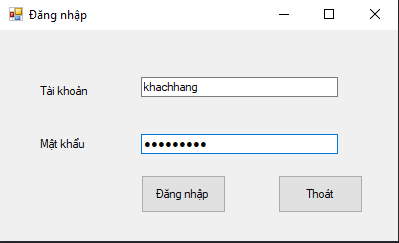 Đăng nhập
Tài khoản
khachhang
Mật khẩu
●●●●●●●●●
Đăng nhập
Thoát